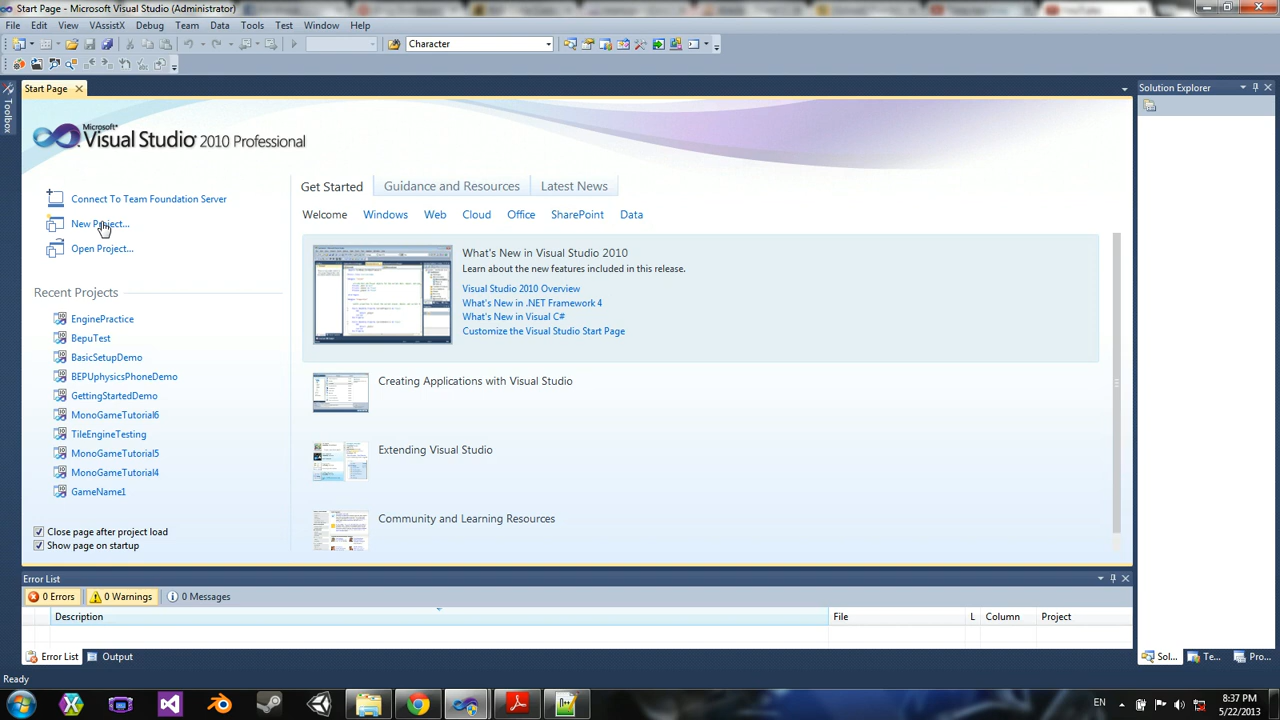 Start Page - Microsoft Visual Studio (Administrator)
File Edit View VAssistX Debug Team Data Tools Test Window Help
Character
Start Page
Solution Explorer
Toolbox
Microsoft
Visual Studio 2010 Professional
Connect To Team Foundation Server
New Project...
Open Project...
Recent Projects
EnginePractice
BepuTest
BasicSetupDemo
BEPUphysicsPhoneDemo
GettingStartedDemo
MonoGameTutorial6
TileEngineTesting
MonoGameTutorial5
MonoGameTutorial4
GameName1
Close page after project load
Show page on startup
Get Started Guidance and Resources Latest News
Welcome Windows Web Cloud Office SharePoint Data
What's New in Visual Studio 2010
Learn about the new features included in this release.
Visual Studio 2010 Overview
What's New in .NET Framework 4
What's New in Visual C#
Customize the Visual Studio Start Page
Creating Applications with Visual Studio
Extending Visual Studio
Community and Learning Resources
Error List
0 Errors 0 Warnings 0 Messages
Description File L Column Project
Error List Output
Sol... Te... Pro...
Ready
EN
8:37 PM
5/22/2013